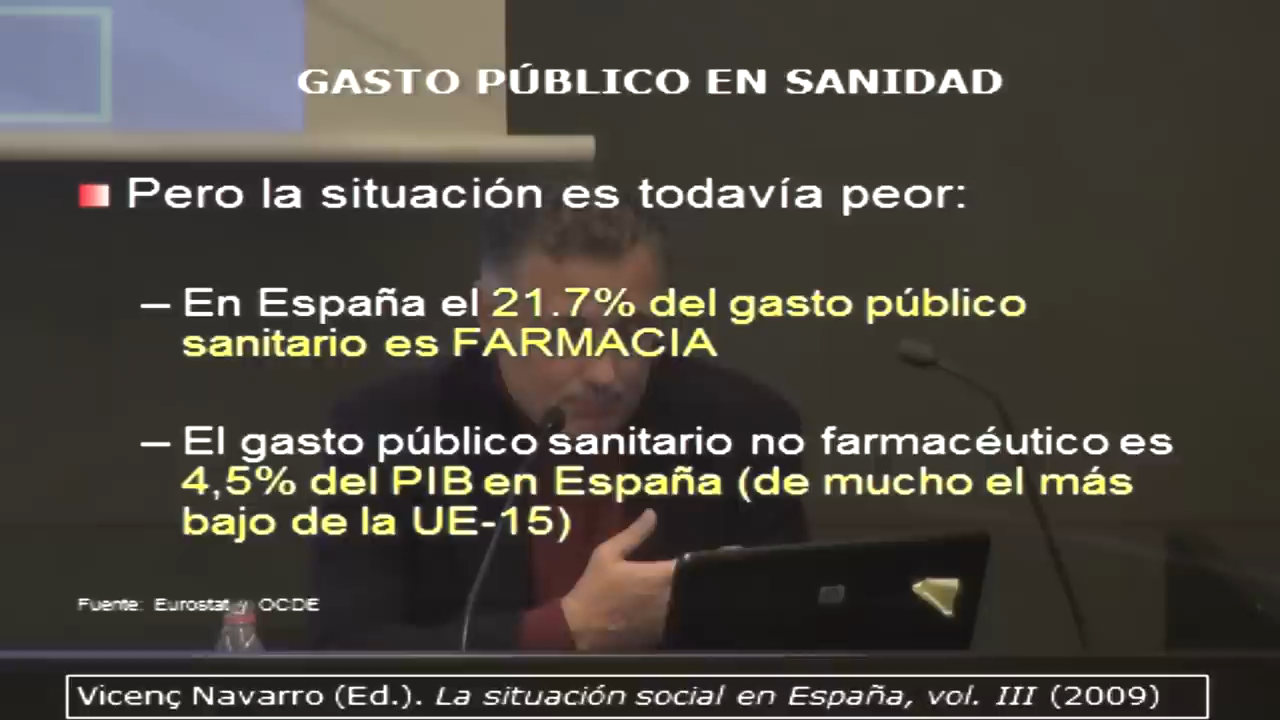 GASTO PÚBLICO EN SANIDAD
Pero la situación es todavía peor:
– En España el 21.7% del gasto público
sanitario es FARMACIA
– El gasto público sanitario no farmacéutico es
4,5% del PIB en España (de mucho el más
bajo de la UE-15)
Fuente: Eurostat y OCDE
Vicenç Navarro (Ed.). La situación social en España, vol. III (2009)